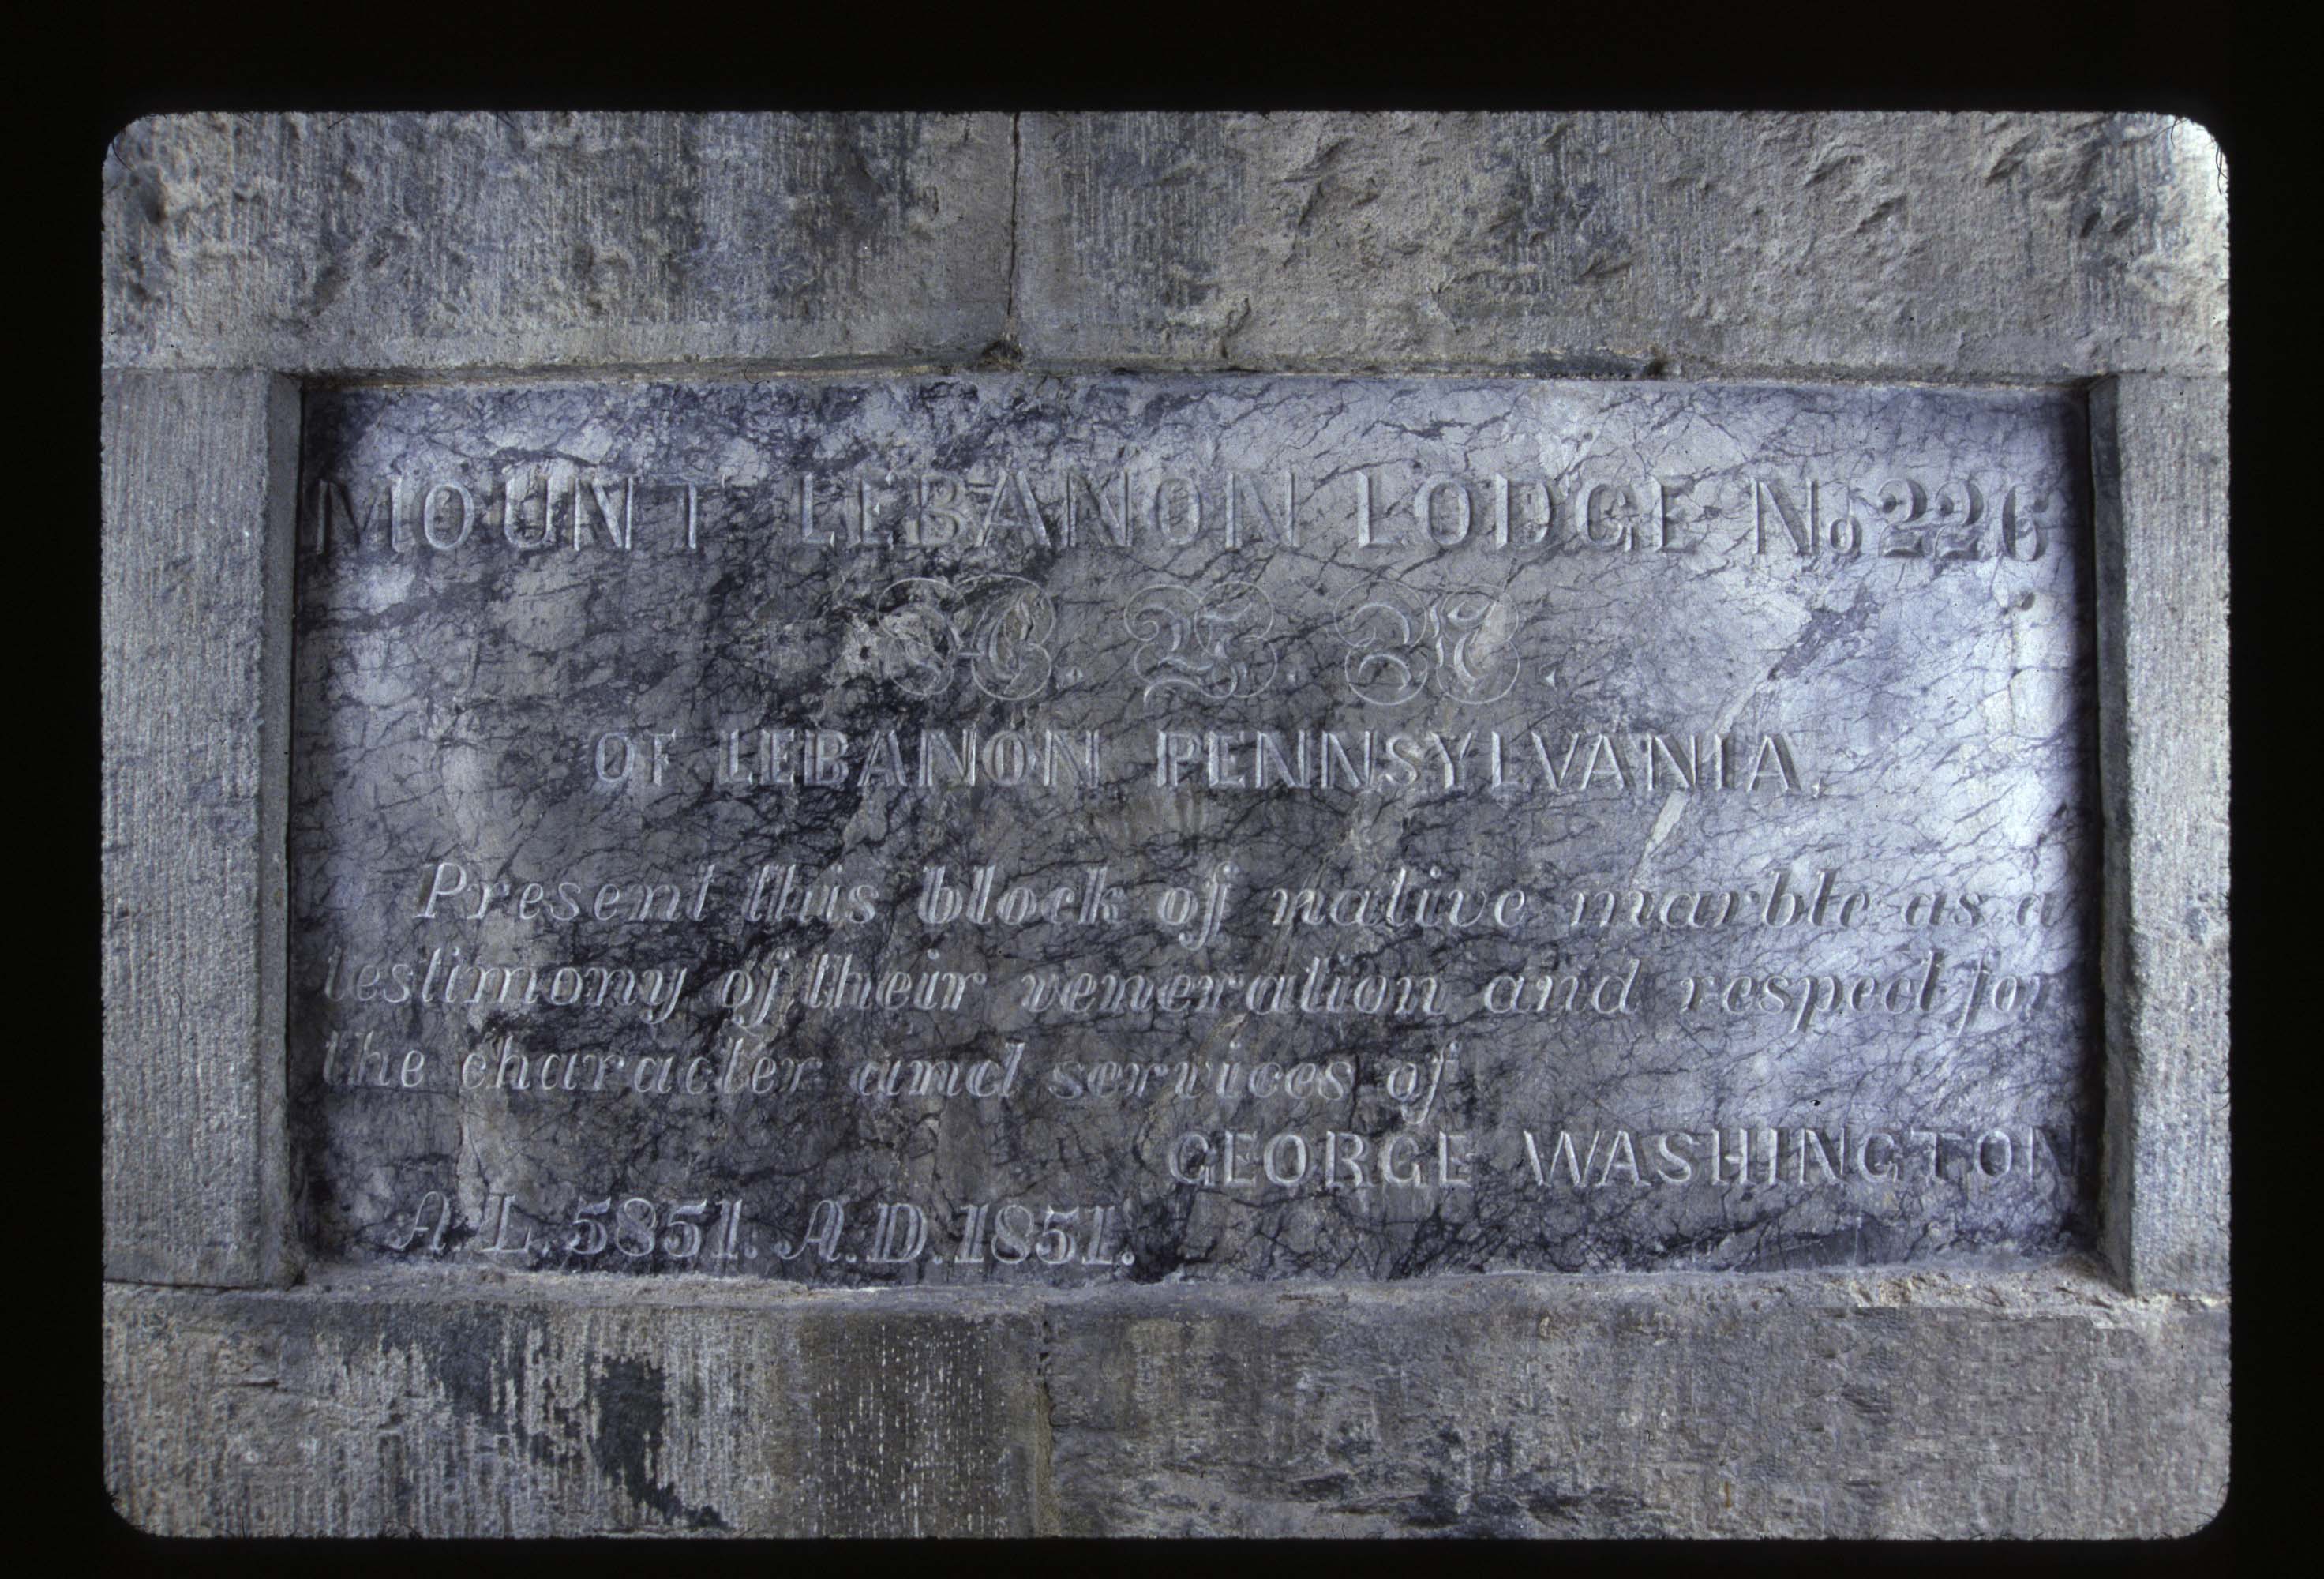 MOUNT LEBANON LODGE No 226
OF LEBANON PENNSYLVANIA.
Present this block of native marble as a
testimony of their veneration and respect for
the character and services of
GEORGE WASHINGTON
A.L. 5851. A.D. 1851.